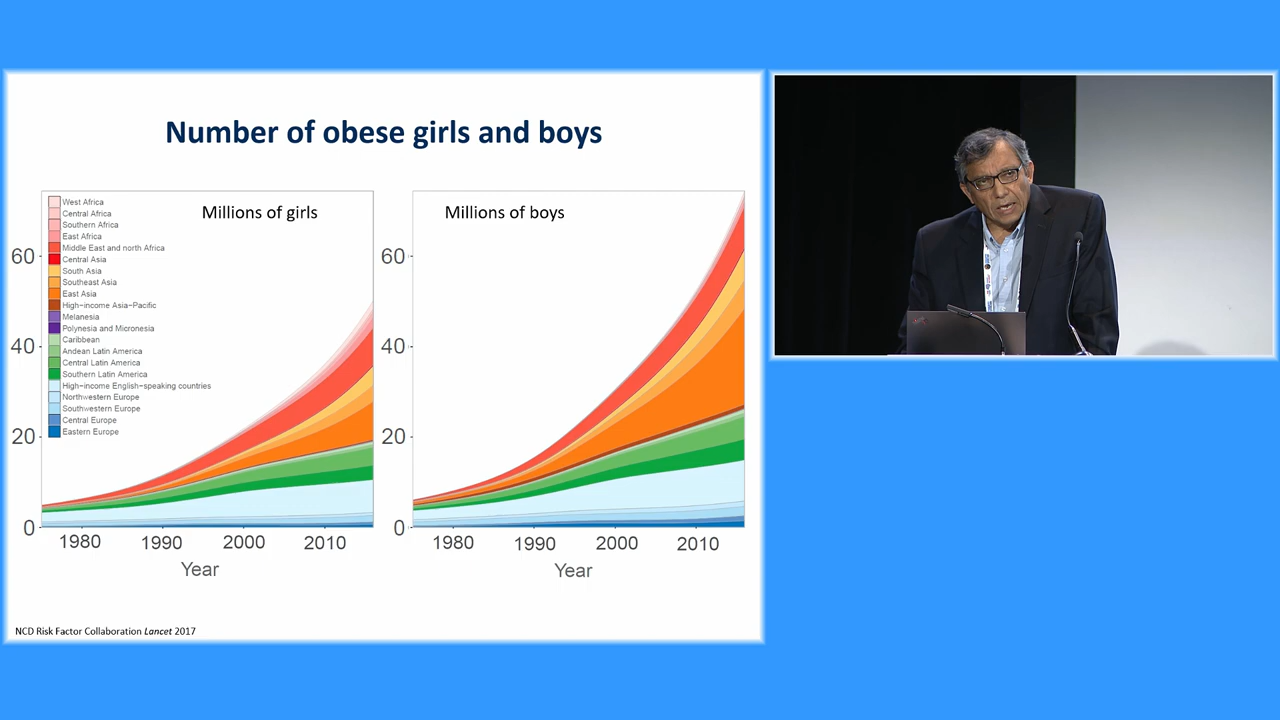 Number of obese girls and boys
Millions of girls
West Africa
Central Africa
Southern Africa
East Africa
Middle East and north Africa
Central Asia
South Asia
Southeast Asia
East Asia
High−income Asia−Pacific
Melanesia
Polynesia and Micronesia
Caribbean
Andean Latin America
Central Latin America
Southern Latin America
High−income English−speaking countries
Northwestern Europe
Southwestern Europe
Central Europe
Eastern Europe
60
40
20
0
1980 1990 2000 2010
Year
Millions of boys
60
40
20
0
1980 1990 2000 2010
Year
NCD Risk Factor Collaboration Lancet 2017